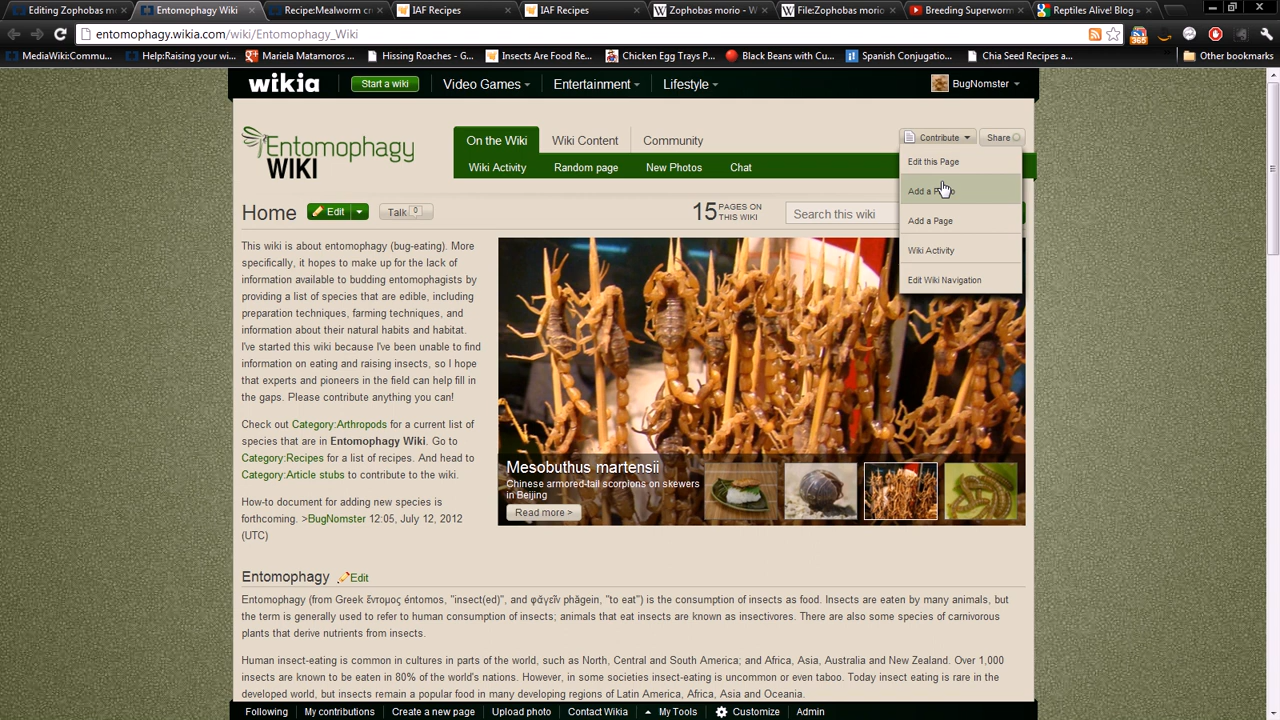 Editing Zophobas m
Entomophagy Wiki
Recipe:Mealworm cr
IAF Recipes
IAF Recipes
Zophobas morio - W
File:Zophobas morio
Breeding Superworm
Reptiles Alive! Blog »
entomophagy.wikia.com/wiki/Entomophagy_Wiki
365
MediaWiki:Commu...
Help:Raising your wi...
Mariela Matamoros ...
Hissing Roaches - G...
Insects Are Food Re...
Chicken Egg Trays P...
Black Beans with Cu...
Spanish Conjugatio...
Chia Seed Recipes a...
Other bookmarks
wikia
Start a wiki
Video Games
Entertainment
Lifestyle
BugNomster
Entomophagy
WIKI
On the Wiki
Wiki Content
Community
Contribute
Share
Wiki Activity
Random page
New Photos
Chat
Edit this Page
Add a P
Add a Page
Wiki Activity
Edit Wiki Navigation
Home
Edit
Talk 0
15 PAGES ON
THIS WIKI
Search this wiki
This wiki is about entomophagy (bug-eating). More
specifically, it hopes to make up for the lack of
information available to budding entomophagists by
providing a list of species that are edible, including
preparation techniques, farming techniques, and
information about their natural habits and habitat.
I've started this wiki because I've been unable to find
information on eating and raising insects, so I hope
that experts and pioneers in the field can help fill in
the gaps. Please contribute anything you can!
Check out Category:Arthropods for a current list of
species that are in Entomophagy Wiki. Go to
Category:Recipes for a list of recipes. And head to
Category:Article stubs to contribute to the wiki.
How-to document for adding new species is
forthcoming. >BugNomster 12:05, July 12, 2012
(UTC)
Mesobuthus martensii
Chinese armored-tail scorpions on skewers
in Beijing
Read more >
Entomophagy
Edit
Entomophagy (from Greek ἔντομος éntomos, "insect(ed)", and φᾰγεῖν phăgein, "to eat") is the consumption of insects as food. Insects are eaten by many animals, but
the term is generally used to refer to human consumption of insects; animals that eat insects are known as insectivores. There are also some species of carnivorous
plants that derive nutrients from insects.
Human insect-eating is common in cultures in parts of the world, such as North, Central and South America; and Africa, Asia, Australia and New Zealand. Over 1,000
insects are known to be eaten in 80% of the world's nations. However, in some societies insect-eating is uncommon or even taboo. Today insect eating is rare in the
developed world, but insects remain a popular food in many developing regions of Latin America, Africa, Asia and Oceania.
Following
My contributions
Create a new page
Upload photo
Contact Wikia
My Tools
Customize
Admin